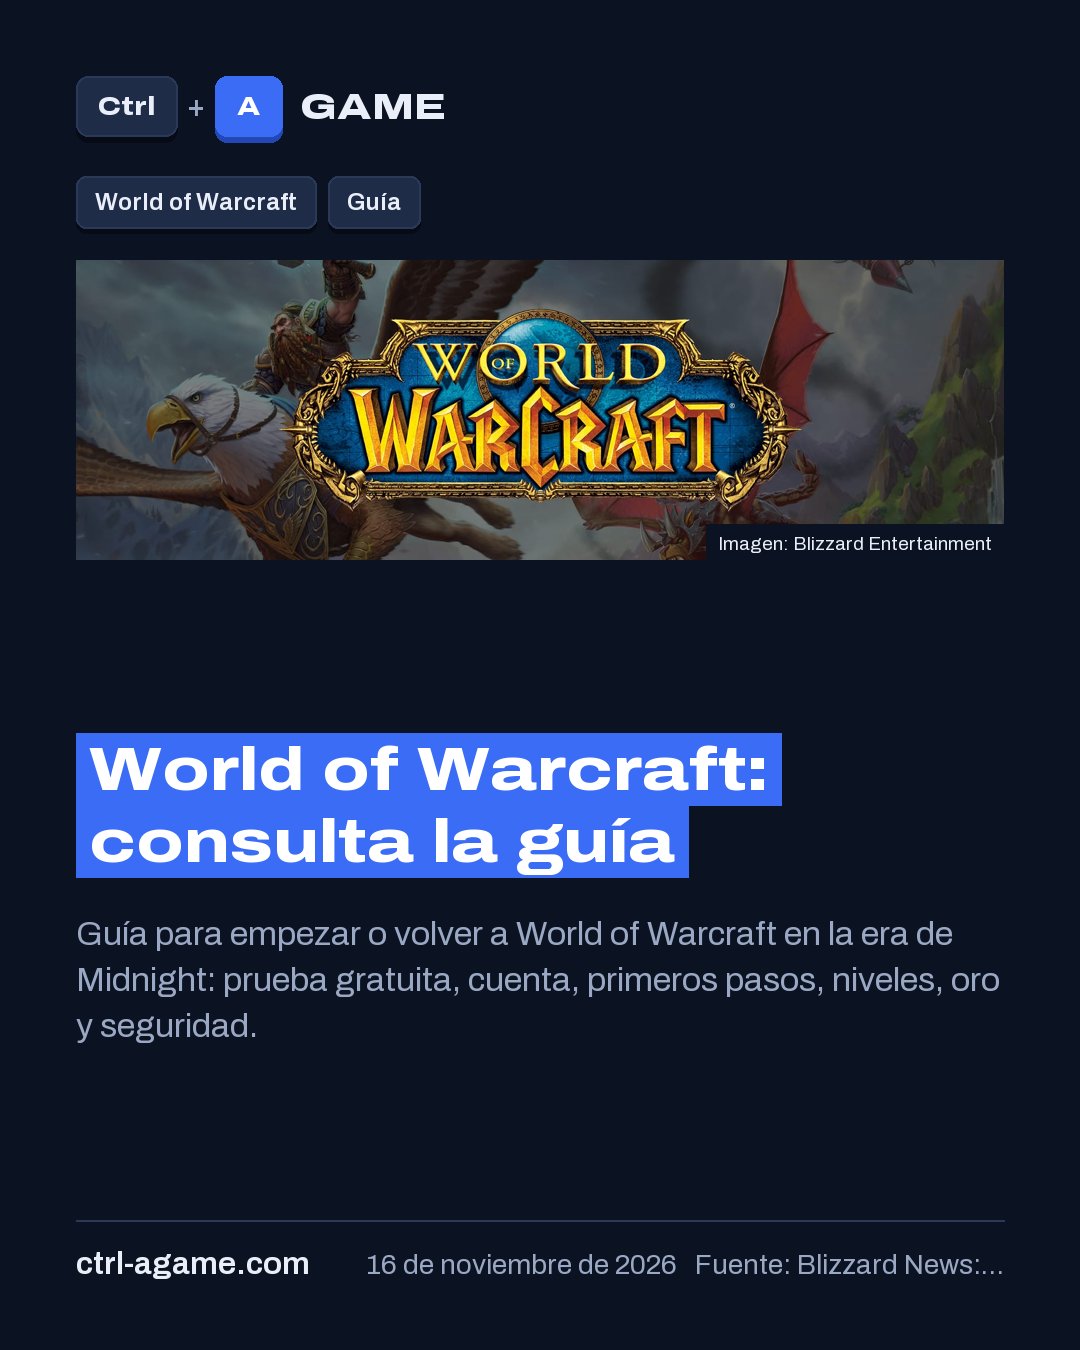 Ctrl + A GAME
World of Warcraft Guía
WORLD OF WARCRAFT®
Imagen: Blizzard Entertainment
World of Warcraft:
consulta la guía
Guía para empezar o volver a World of Warcraft en la era de
Midnight: prueba gratuita, cuenta, primeros pasos, niveles, oro
y seguridad.
ctrl-agame.com 16 de noviembre de 2026 Fuente: Blizzard News:...